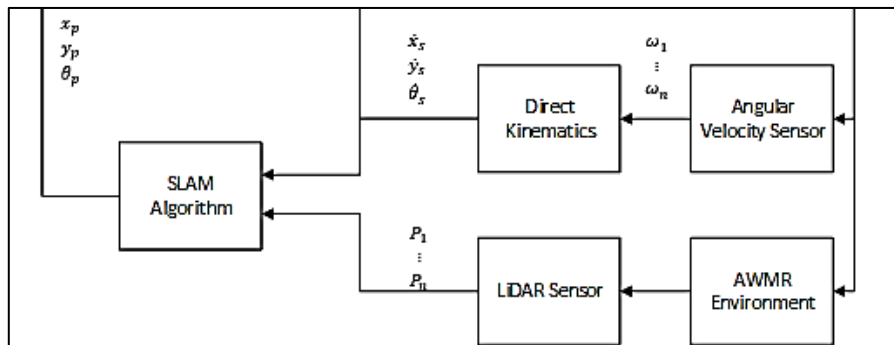 x_p
y_p
θ_p
ẋ_s
ẏ_s
θ̇_s
ω_1
⋮
ω_n
Direct
Kinematics
Angular
Velocity Sensor
SLAM
Algorithm
P_1
⋮
P_n
LiDAR Sensor
AWMR
Environment